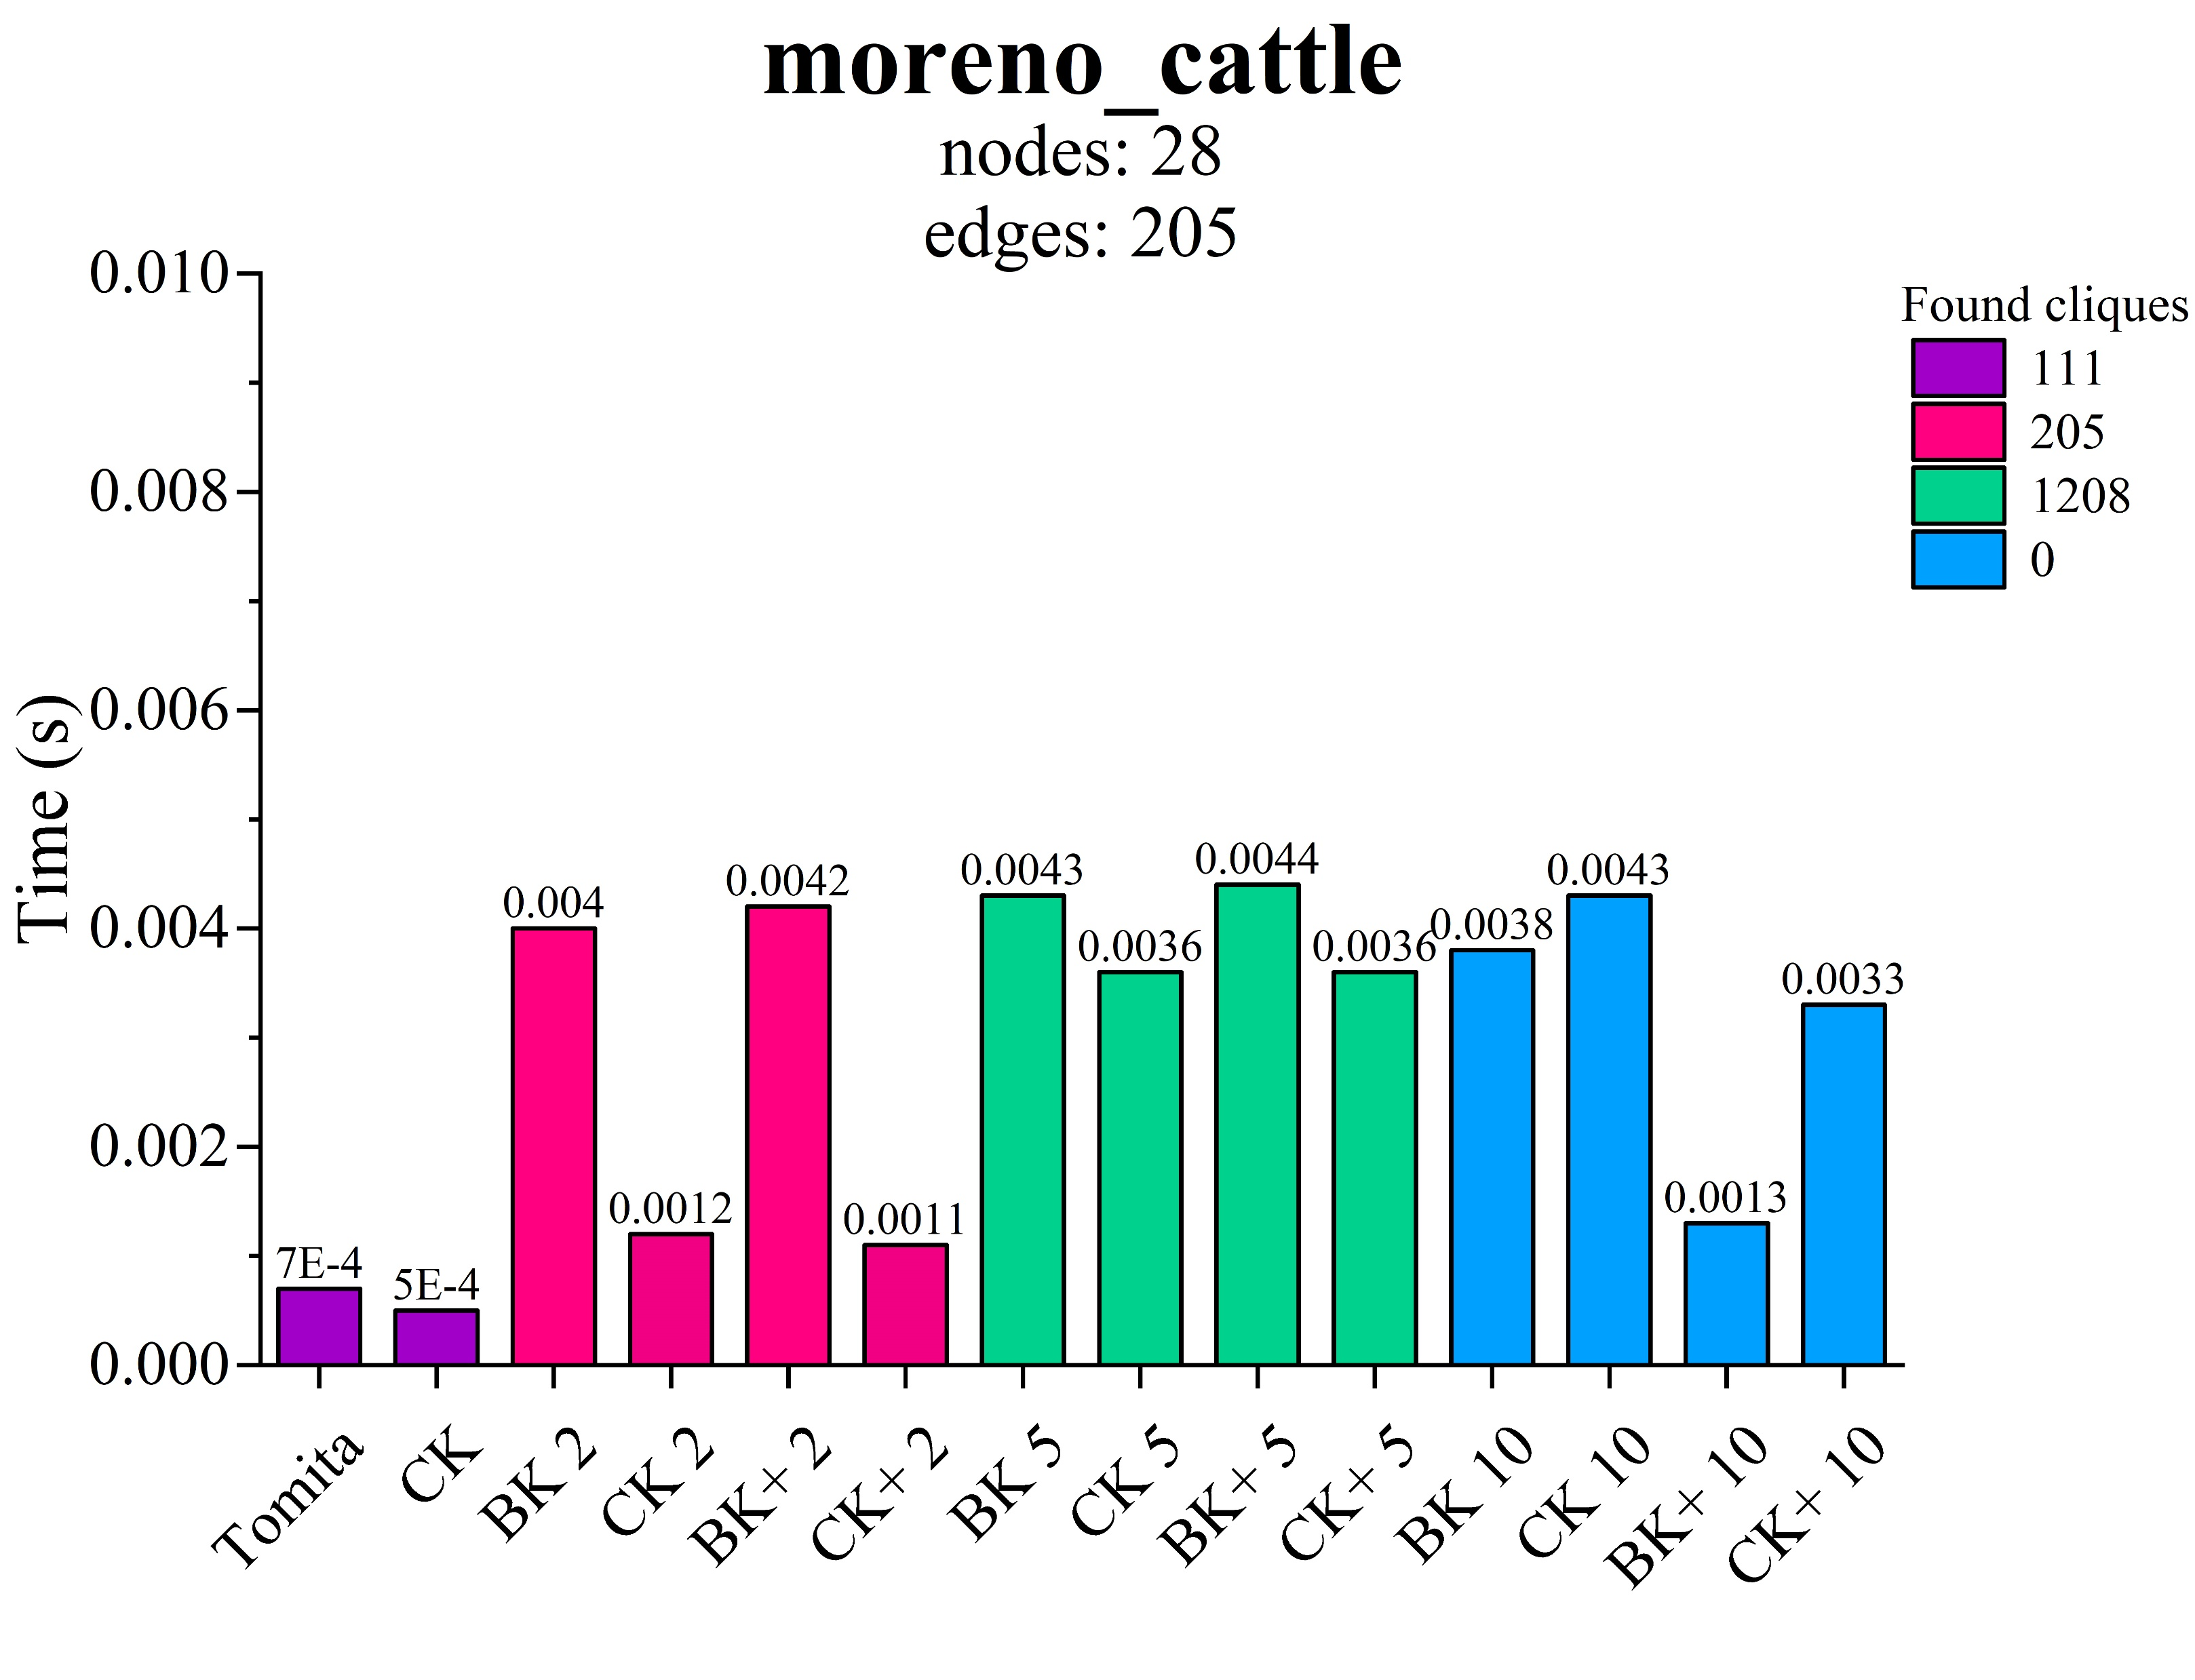 moreno_cattle
nodes: 28
edges: 205
Found cliques
111
205
1208
0
Time (s)
0.010
0.008
0.006
0.004
0.002
0.000
7E-4
5E-4
0.004
0.0012
0.0042
0.0011
0.0043
0.0036
0.0044
0.0036
0.0038
0.0043
0.0013
0.0033
Tomita
CK
BK 2
CK 2
BK+ 2
CK+ 2
BK 5
CK 5
BK+ 5
CK+ 5
BK 10
CK 10
BK+ 10
CK+ 10